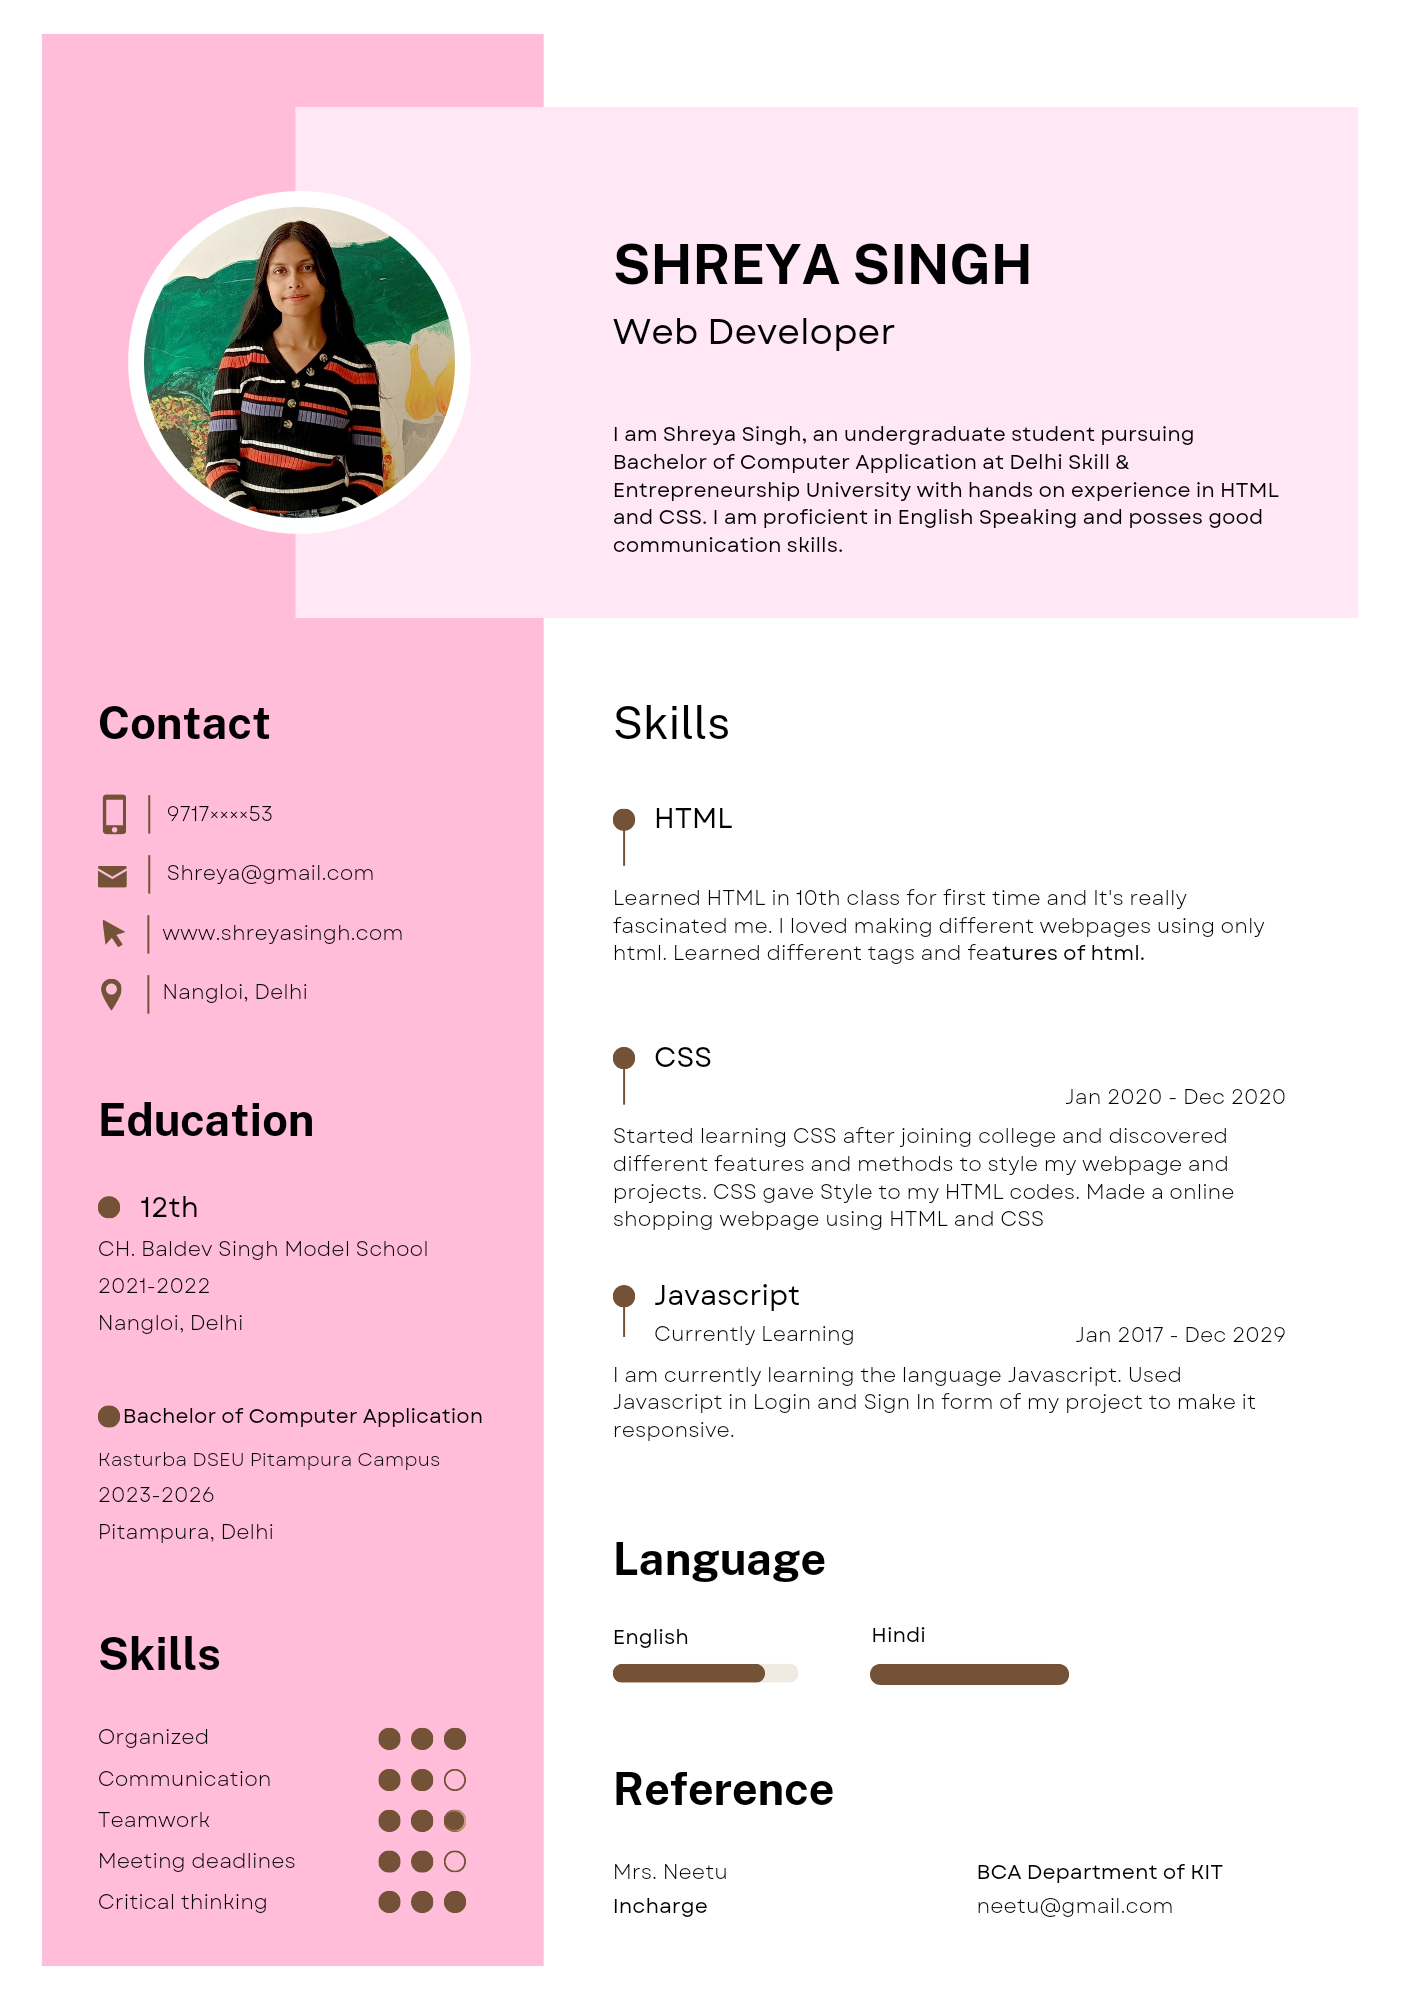 SHREYA SINGH
Web Developer
I am Shreya Singh, an undergraduate student pursuing
Bachelor of Computer Application at Delhi Skill &
Entrepreneurship University with hands on experience in HTML
and CSS. I am proficient in English Speaking and posses good
communication skills.
Contact
9717××××53
Shreya@gmail.com
www.shreyasingh.com
Nangloi, Delhi
Education
12th
CH. Baldev Singh Model School
2021-2022
Nangloi, Delhi
Bachelor of Computer Application
Kasturba DSEU Pitampura Campus
2023-2026
Pitampura, Delhi
Skills
Organized
Communication
Teamwork
Meeting deadlines
Critical thinking
Skills
HTML
Learned HTML in 10th class for first time and It's really
fascinated me. I loved making different webpages using only
html. Learned different tags and features of html.
CSS
Jan 2020 - Dec 2020
Started learning CSS after joining college and discovered
different features and methods to style my webpage and
projects. CSS gave Style to my HTML codes. Made a online
shopping webpage using HTML and CSS
Javascript
Currently Learning
Jan 2017 - Dec 2029
I am currently learning the language Javascript. Used
Javascript in Login and Sign In form of my project to make it
responsive.
Language
English
Hindi
Reference
Mrs. Neetu
Incharge
BCA Department of KIT
neetu@gmail.com